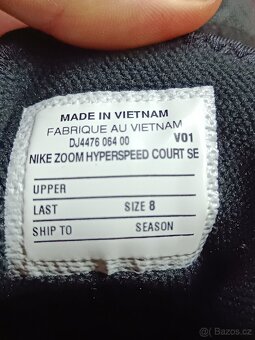 MADE IN VIETNAM
FABRIQUE AU VIETNAM
DJ4476 064 00 V01
NIKE ZOOM HYPERSPEED COURT SE
UPPER
LAST SIZE 8
SHIP TO SEASON
Bazos.cz